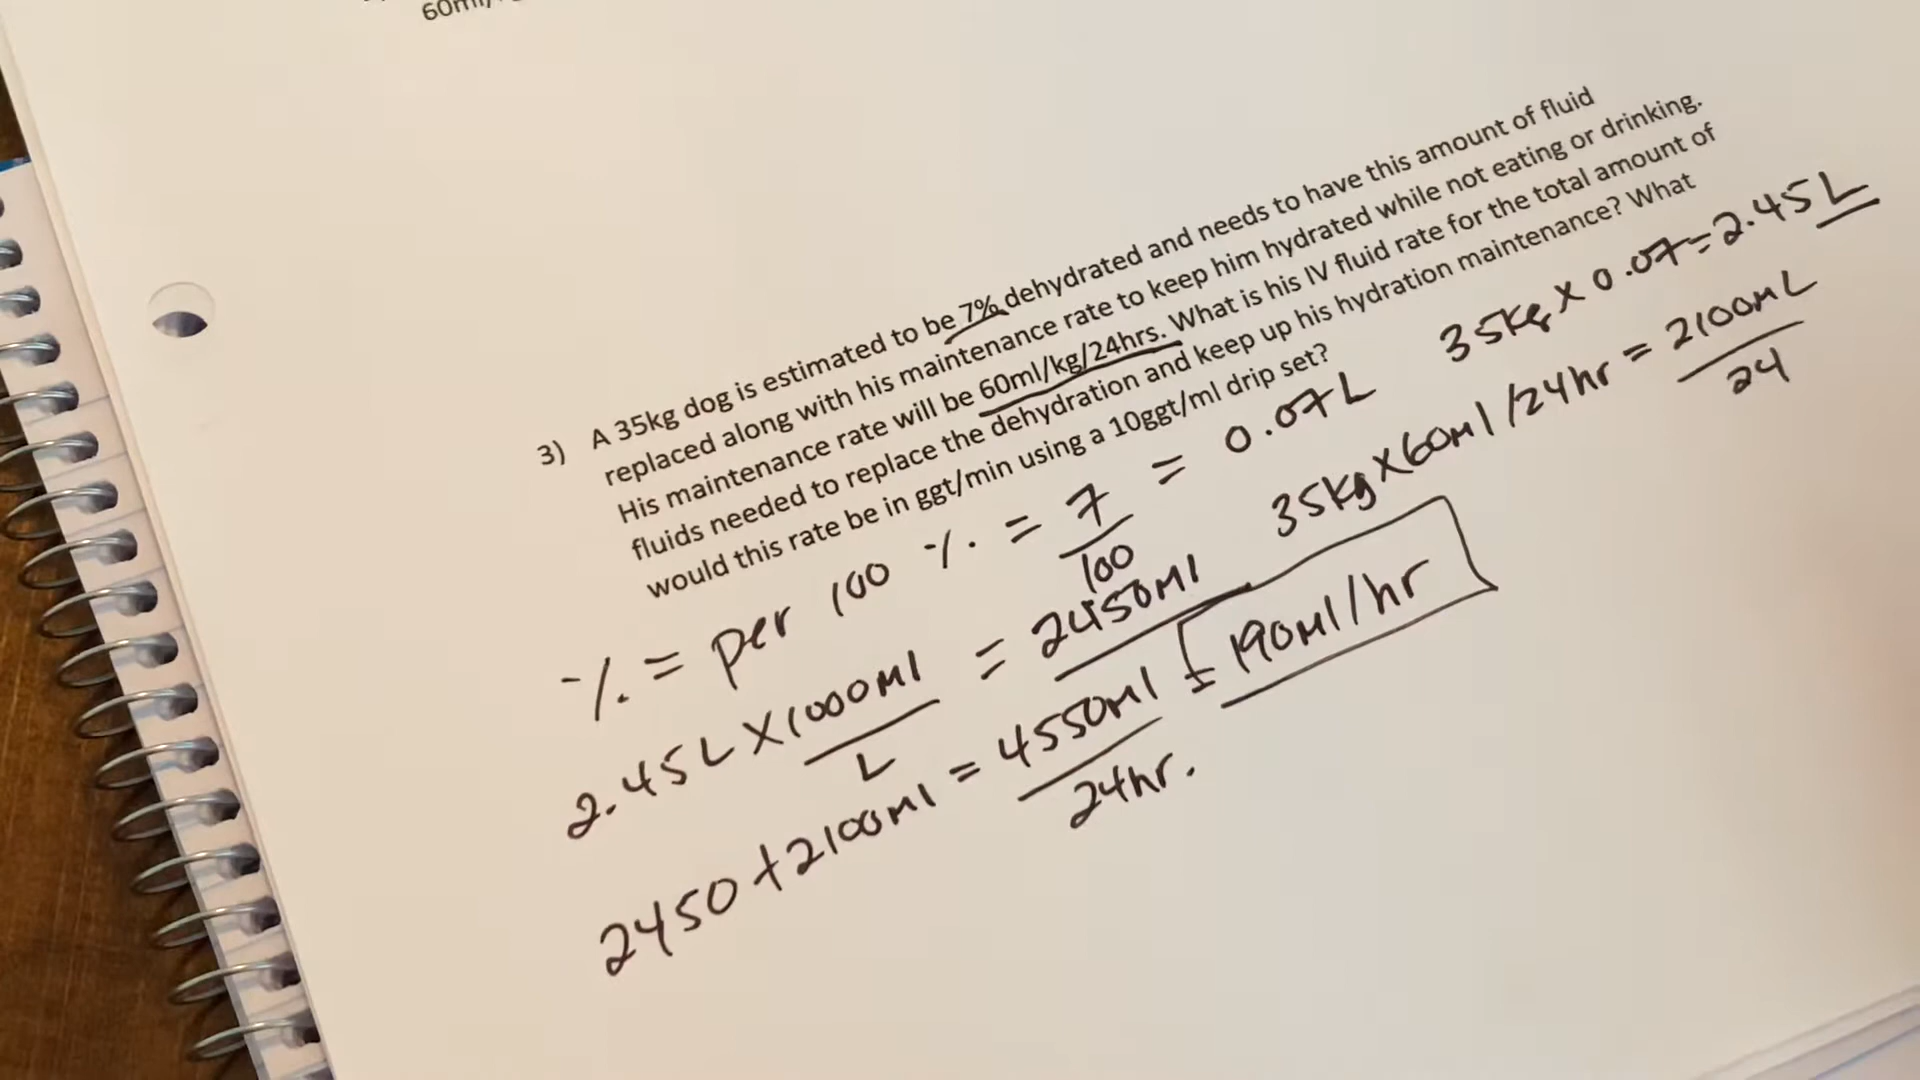 60ml/
3) A 35kg dog is estimated to be 7% dehydrated and needs to have this amount of fluid
replaced along with his maintenance rate to keep him hydrated while not eating or drinking.
His maintenance rate will be 60ml/kg/24hrs. What is his IV fluid rate for the total amount of
fluids needed to replace the dehydration and keep up his hydration maintenance? What
would this rate be in ggt/min using a 10ggt/ml drip set?
35kg x 0.07 = 2.45 L
% = per 100 % = 7/100 = 0.07 L
35kg x 60ml/24hr = 2100mL/24
2.45 L x 1000ml/L = 2450ml
2450 + 2100ml = 4550ml/24hr. = 190ml/hr